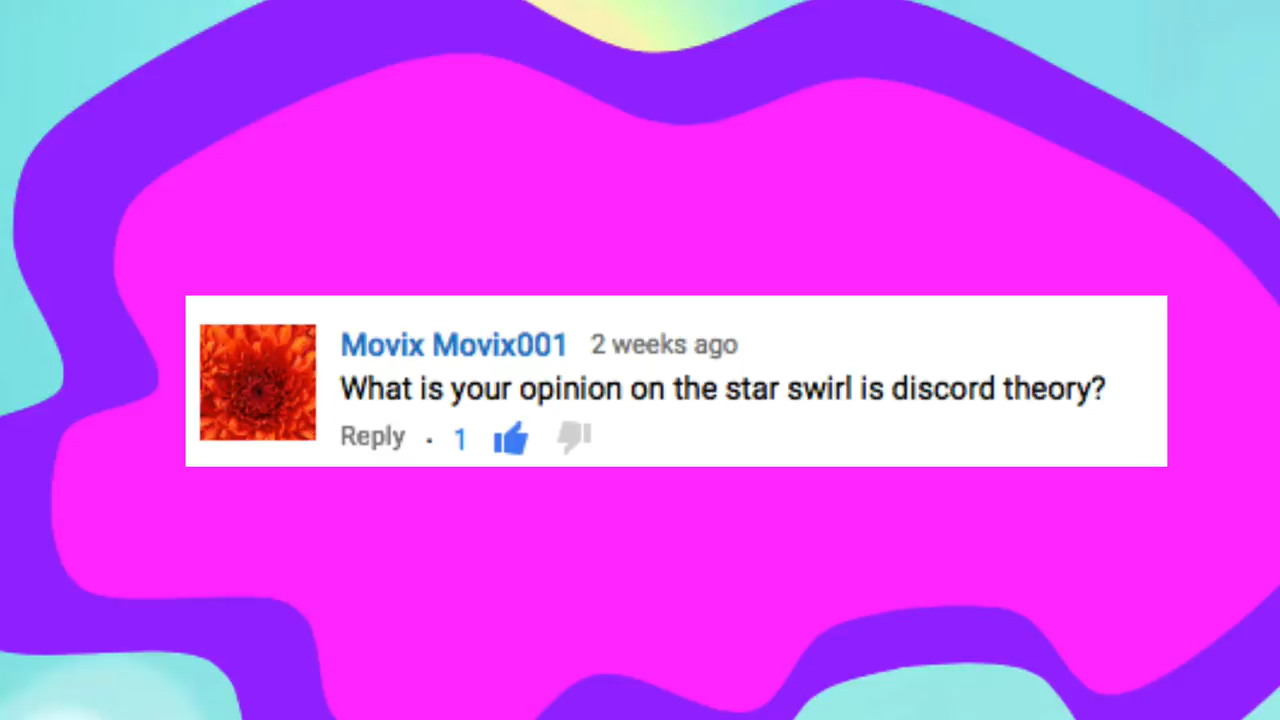 Movix Movix001 2 weeks ago
What is your opinion on the star swirl is discord theory?
Reply · 1